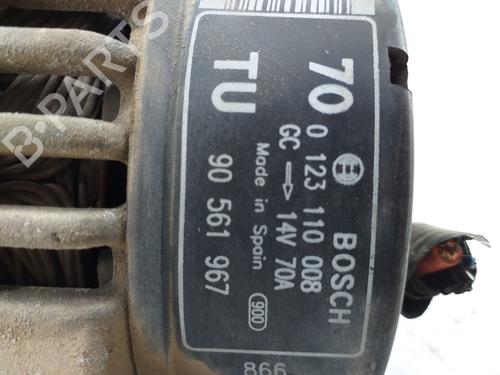 70
BOSCH
0 123 110 008
GC 14V 70A
Made in Spain
TU
90 561 967
900
866
B-PARTS